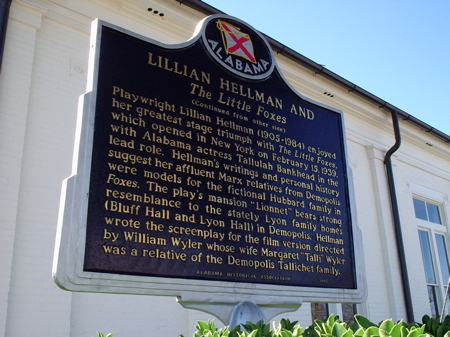 ALABAMA
LILLIAN HELLMAN AND
The Little Foxes
(Continued from other side)
Playwright Lillian Hellman (1905-1984) enjoyed
her greatest stage triumph with The Little Foxes
which opened in New York on February 15, 1939,
with Alabama actress Tallulah Bankhead in the
lead role. Hellman's writings and personal history
suggest her affluent Marx relatives from Demopolis
were models for the fictional Hubbard family in
Foxes. The play's mansion "Lionnet" bears strong
resemblance to the stately Lyon family homes
(Bluff Hall and Lyon Hall) in Demopolis. Hellman
wrote the screenplay for the film version directed
by William Wyler whose wife Margaret "Talli" Wyler
was a relative of the Demopolis Tallichet family.
ALABAMA HISTORICAL ASSOCIATION